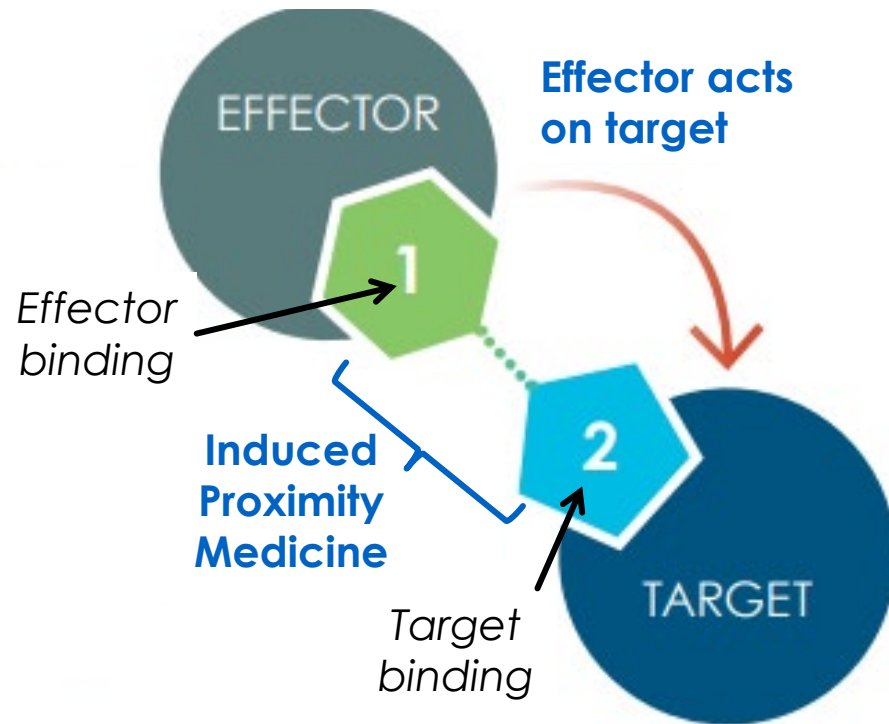 EFFECTOR
Effector acts
on target
1
Effector
binding
2
Induced
Proximity
Medicine
TARGET
Target
binding